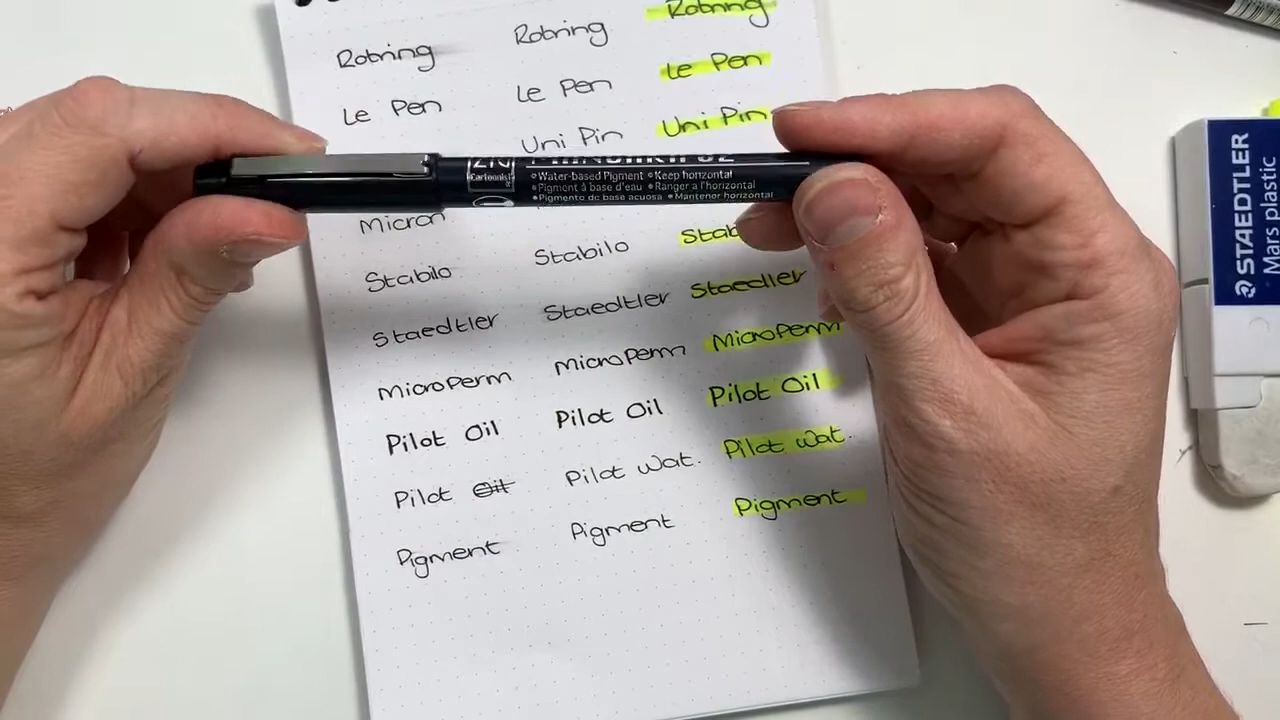 Rotring Rotring Rotring
Le Pen Le Pen Le Pen
Uni Pin Uni Pin
Cartoonist
•Water-based Pigment •Keep horizontal
•Pigment à base d'eau •Ranger a l'horizontal
•Pigmento de base acuosa •Mantener horizontal
Micron
Stabilo Stabilo Stab
Staedtler Staedtler Staedtler
MicroPerm MicroPerm MicroPerm
Pilot Oil Pilot Oil Pilot Oil
Pilot Oil Pilot Wat. Pilot Wat.
Pigment Pigment Pigment
STAEDTLER
Mars plastic